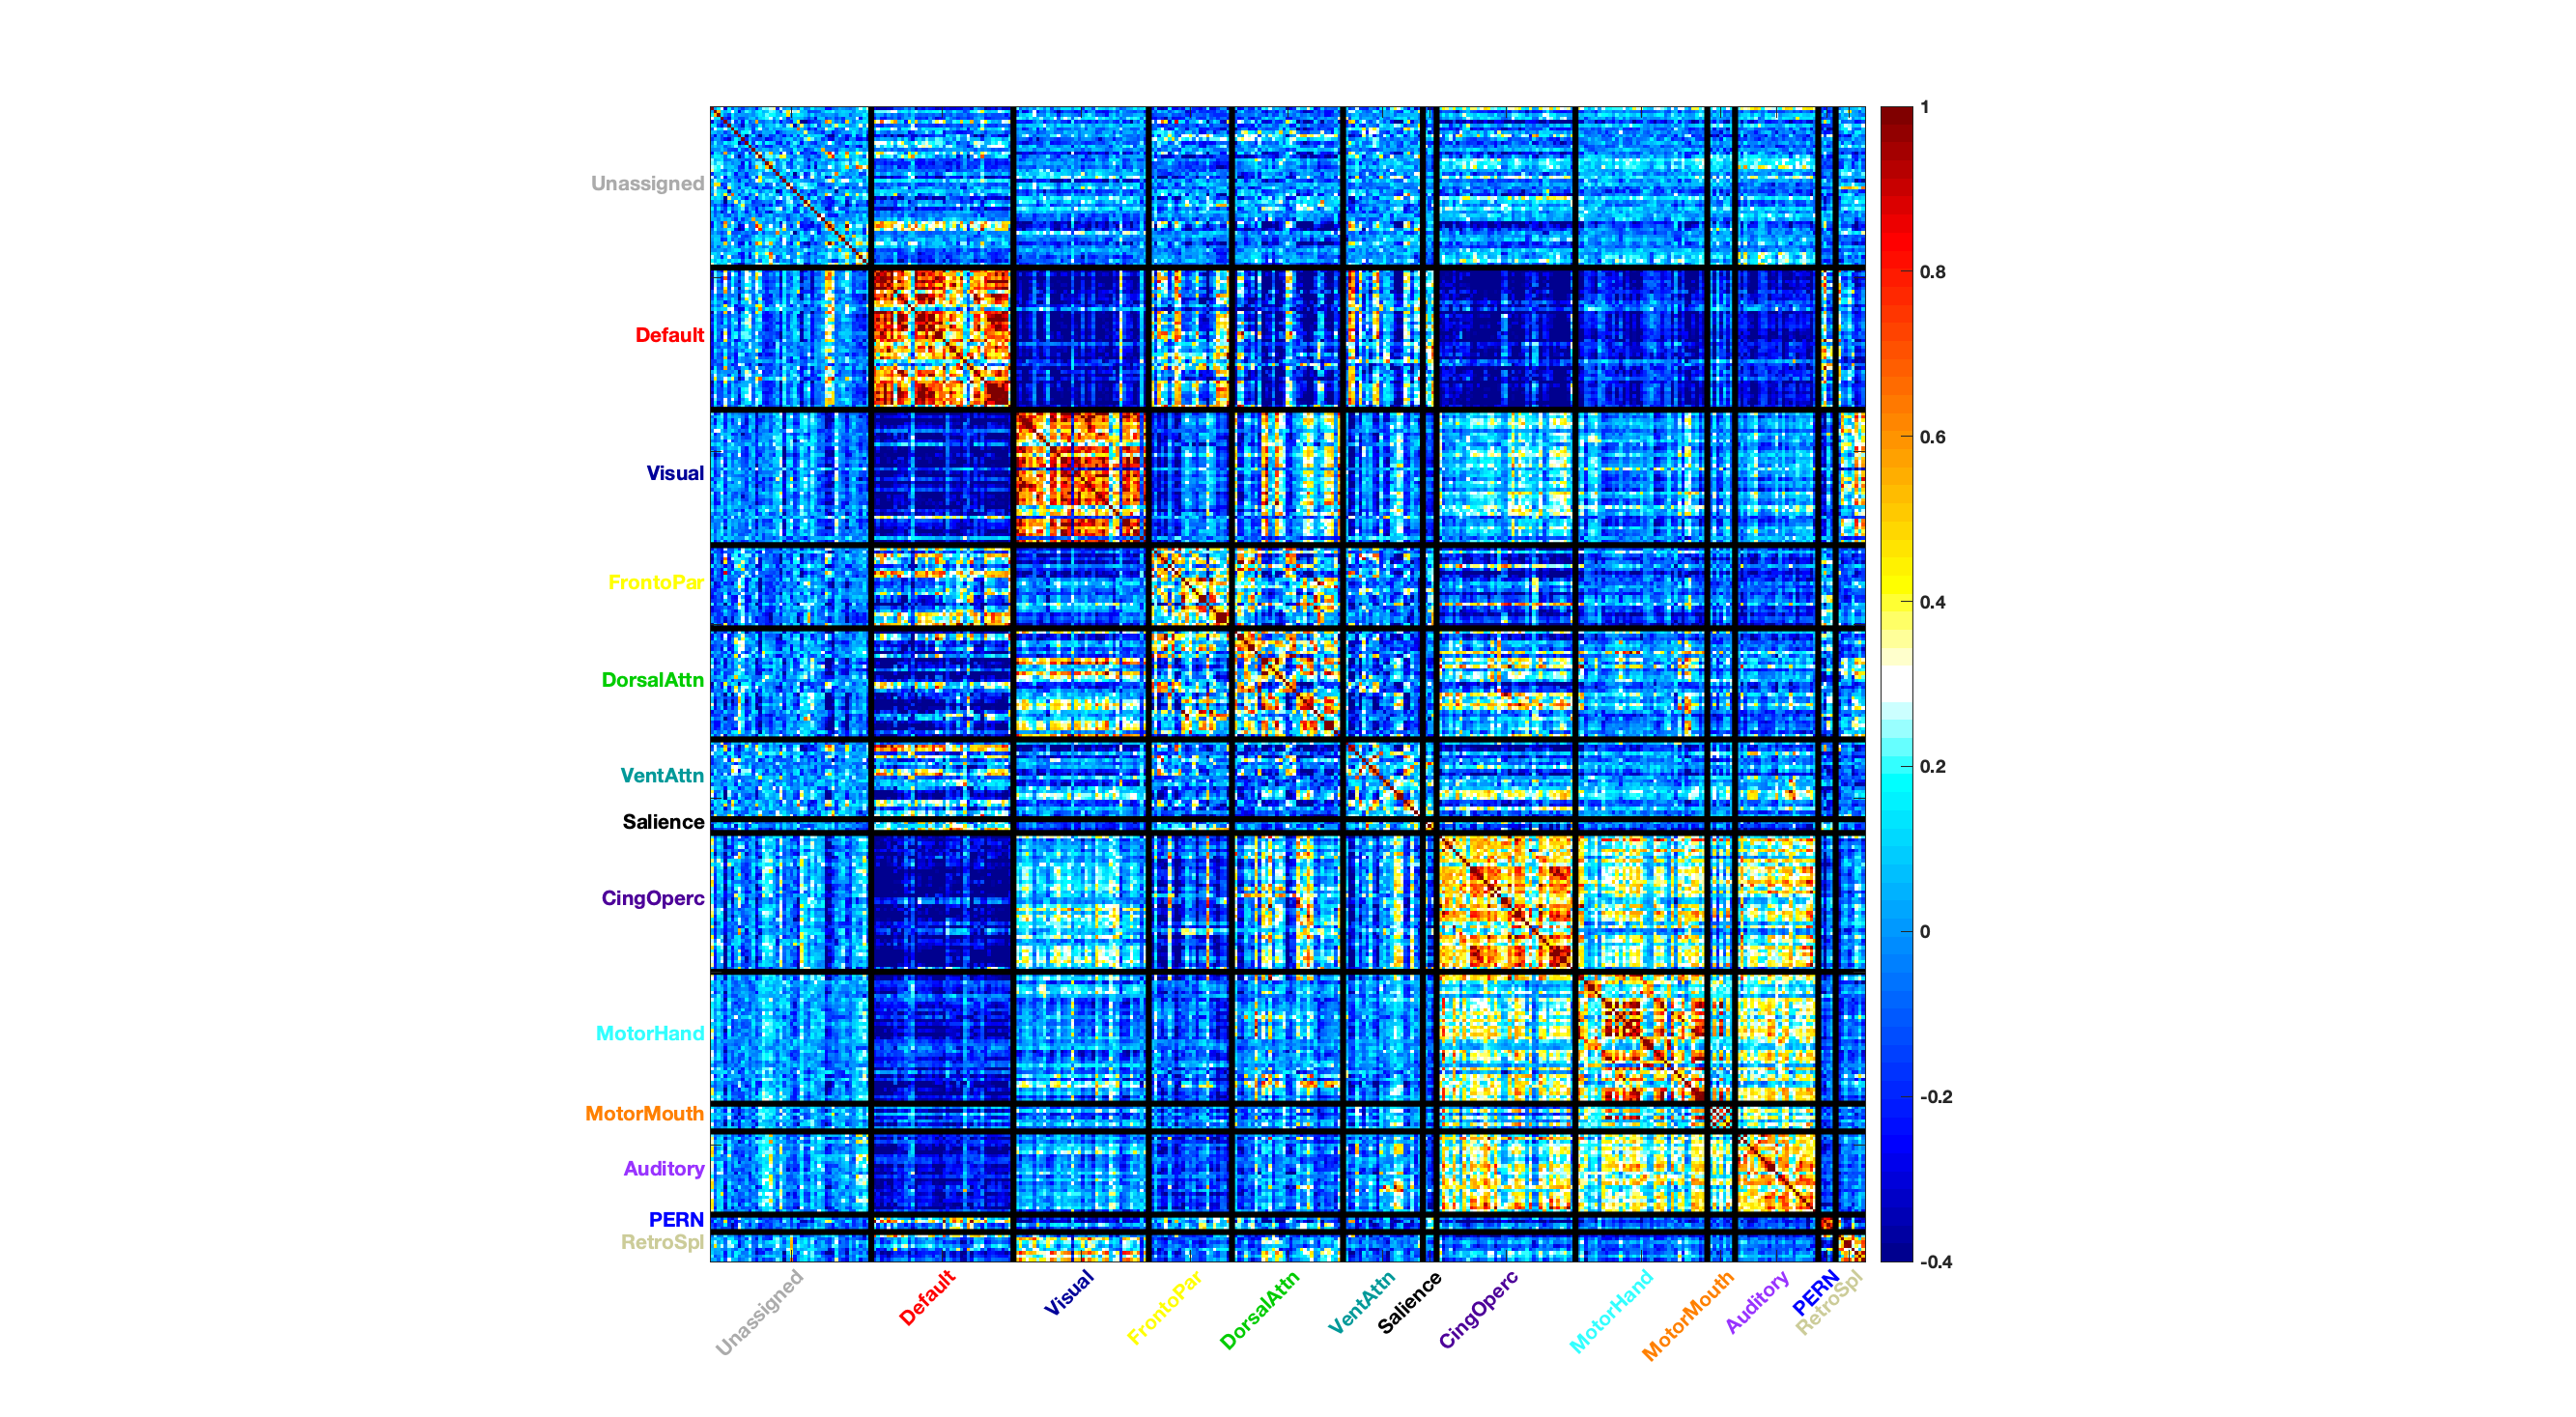 Unassigned
Default
Visual
FrontoPar
DorsalAttn
VentAttn
Salience
CingOperc
MotorHand
MotorMouth
Auditory
PERN
RetroSpl
Unassigned
Default
Visual
FrontoPar
DorsalAttn
VentAttn
Salience
CingOperc
MotorHand
MotorMouth
Auditory
PERN
RetroSpl
1
0.8
0.6
0.4
0.2
0
-0.2
-0.4